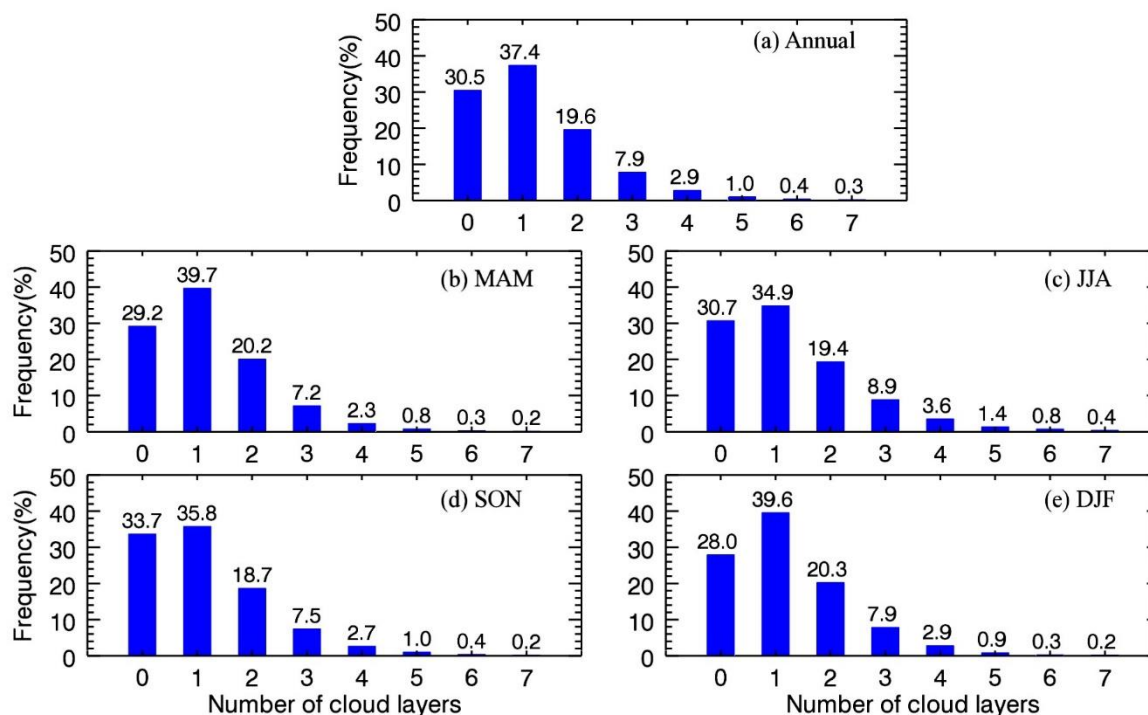 (a) Annual
Frequency(%)
50
40
30
20
10
0
30.5 37.4 19.6 7.9 2.9 1.0 0.4 0.3
0 1 2 3 4 5 6 7
(b) MAM
Frequency(%)
50
40
30
20
10
0
29.2 39.7 20.2 7.2 2.3 0.8 0.3 0.2
0 1 2 3 4 5 6 7
(c) JJA
50
40
30
20
10
0
30.7 34.9 19.4 8.9 3.6 1.4 0.8 0.4
0 1 2 3 4 5 6 7
(d) SON
Frequency(%)
50
40
30
20
10
0
33.7 35.8 18.7 7.5 2.7 1.0 0.4 0.2
0 1 2 3 4 5 6 7
Number of cloud layers
(e) DJF
50
40
30
20
10
0
28.0 39.6 20.3 7.9 2.9 0.9 0.3 0.2
0 1 2 3 4 5 6 7
Number of cloud layers